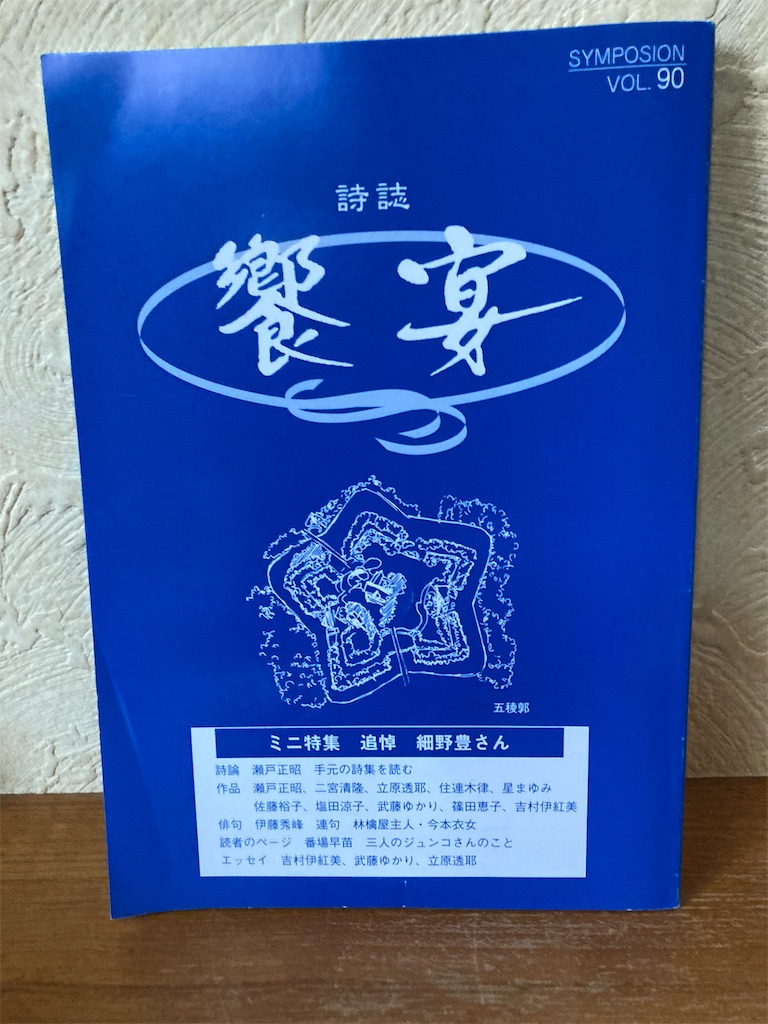 SYMPOSION
VOL. 90
詩誌
饗宴
五稜郭
ミニ特集　追悼　細野豊さん
詩論　瀬戸正昭　手元の詩集を読む
作品　瀬戸正昭、二宮清隆、立原透耶、住連木律、星まゆみ
佐藤裕子、塩田涼子、武藤ゆかり、篠田恵子、吉村伊紅美
俳句　伊藤秀峰　連句　林檎屋主人・今本衣女
読者のページ　番場早苗　三人のジュンコさんのこと
エッセイ　吉村伊紅美、武藤ゆかり、立原透耶